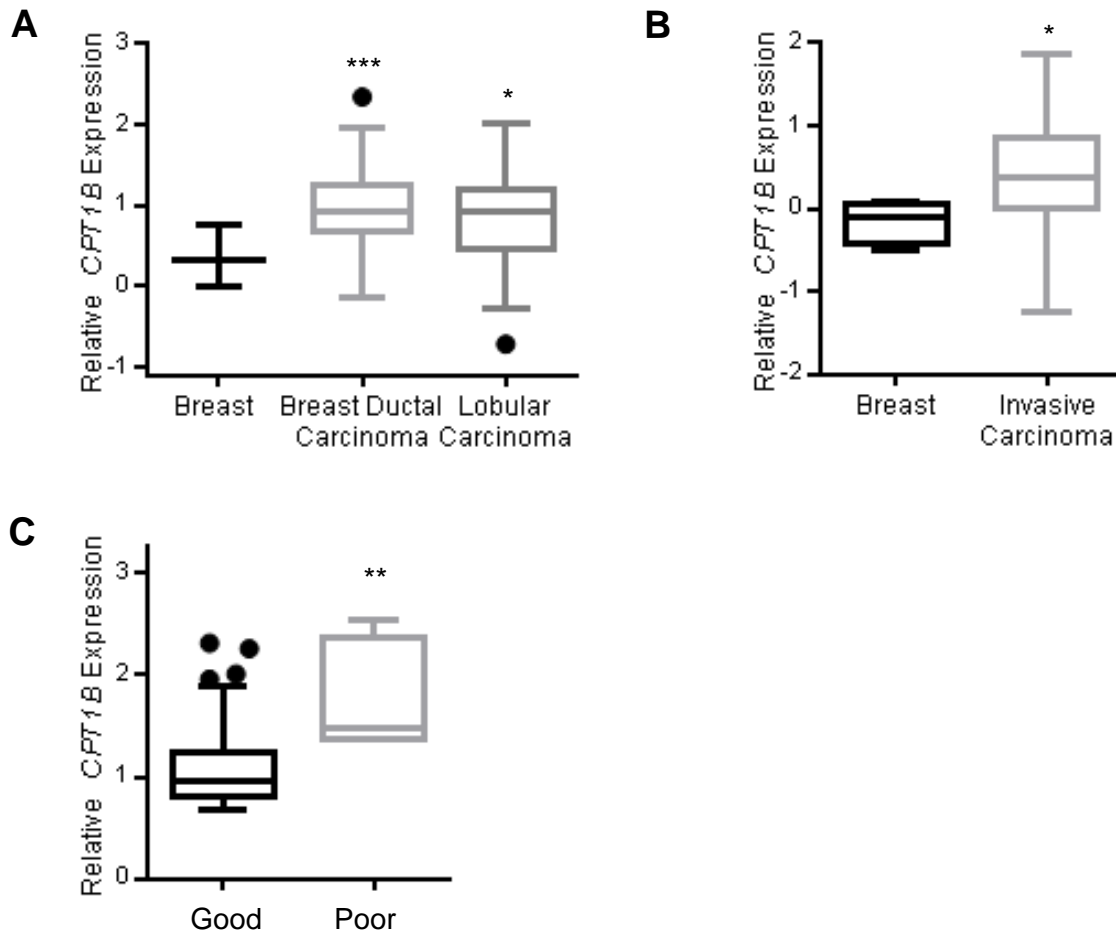 A
Relative CPT1B Expression
3
2
1
0
-1
***
*
Breast
Breast Ductal
Carcinoma
Lobular
Carcinoma
B
Relative CPT1B Expression
2
1
0
-1
-2
*
Breast
Invasive
Carcinoma
C
Relative CPT1B Expression
3
2
1
0
**
Good
Poor